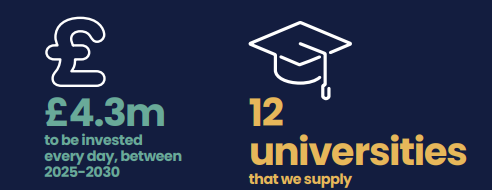 £4.3m
to be invested
every day, between
2025-2030
12
universities
that we supply